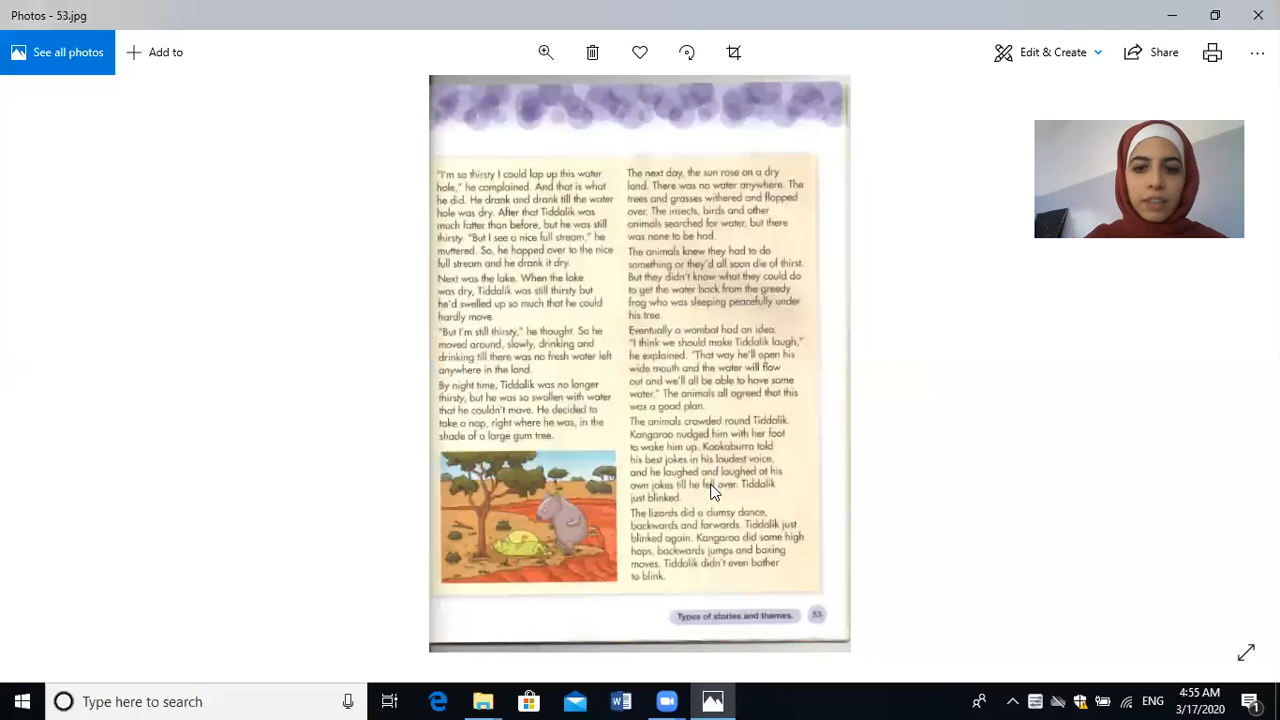 Photos - 53.jpg
See all photos
Add to
Edit & Create
Share
"I'm so thirsty I could lap up this water
hole," he complained. And that is what
he did. He drank and drank till the water
hole was dry. After that Tiddalik was
much fatter than before, but he was still
thirsty. "But I see a nice full stream," he
muttered. So, he hopped over to the nice
full stream and he drank it dry.
Next was the lake. When the lake
was dry, Tiddalik was still thirsty but
he'd swelled up so much that he could
hardly move.
"But I'm still thirsty," he thought. So he
moved around, slowly, drinking and
drinking till there was no fresh water left
anywhere in the land.
By night time, Tiddalik was no longer
thirsty, but he was so swollen with water
that he couldn't move. He decided to
take a nap, right where he was, in the
shade of a large gum tree.
The next day, the sun rose on a dry
land. There was no water anywhere. The
trees and grasses withered and flopped
over. The insects, birds and other
animals searched for water, but there
was none to be had.
The animals knew they had to do
something or they'd all soon die of thirst.
But they didn't know what they could do
to get the water back from the greedy
frog who was sleeping peacefully under
his tree.
Eventually a wombat had an idea.
"I think we should make Tiddalik laugh,"
he explained. "That way he'll open his
wide mouth and the water will flow
out and we'll all be able to have some
water." The animals all agreed that this
was a good plan.
The animals crowded round Tiddalik.
Kangaroo nudged him with her foot
to wake him up. Kookaburra told
his best jokes in his loudest voice,
and he laughed and laughed at his
own jokes till he fell over. Tiddalik
just blinked.
The lizards did a clumsy dance,
backwards and forwards. Tiddalik just
blinked again. Kangaroo did some high
hops, backwards jumps and boxing
moves. Tiddalik didn't even bother
to blink.
Types of stories and themes. 53
Type here to search
ENG
4:55 AM
3/17/2020
1